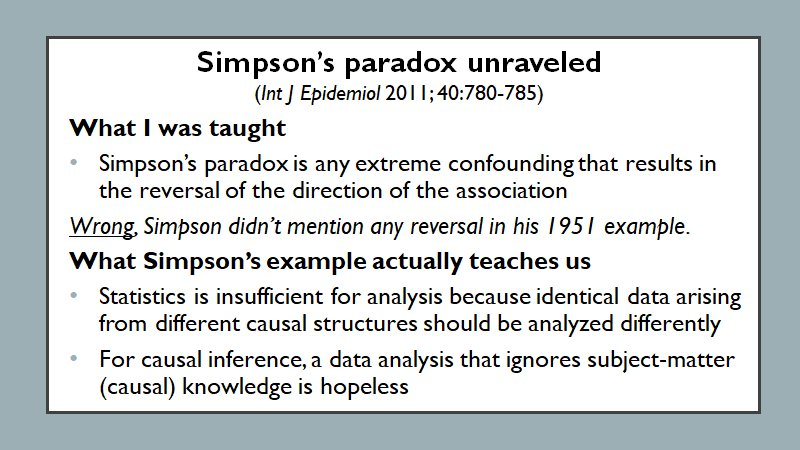 Simpson's paradox unraveled
(Int J Epidemiol 2011; 40:780-785)
What I was taught
• Simpson's paradox is any extreme confounding that results in
the reversal of the direction of the association
Wrong, Simpson didn't mention any reversal in his 1951 example.
What Simpson's example actually teaches us
• Statistics is insufficient for analysis because identical data arising
from different causal structures should be analyzed differently
• For causal inference, a data analysis that ignores subject-matter
(causal) knowledge is hopeless